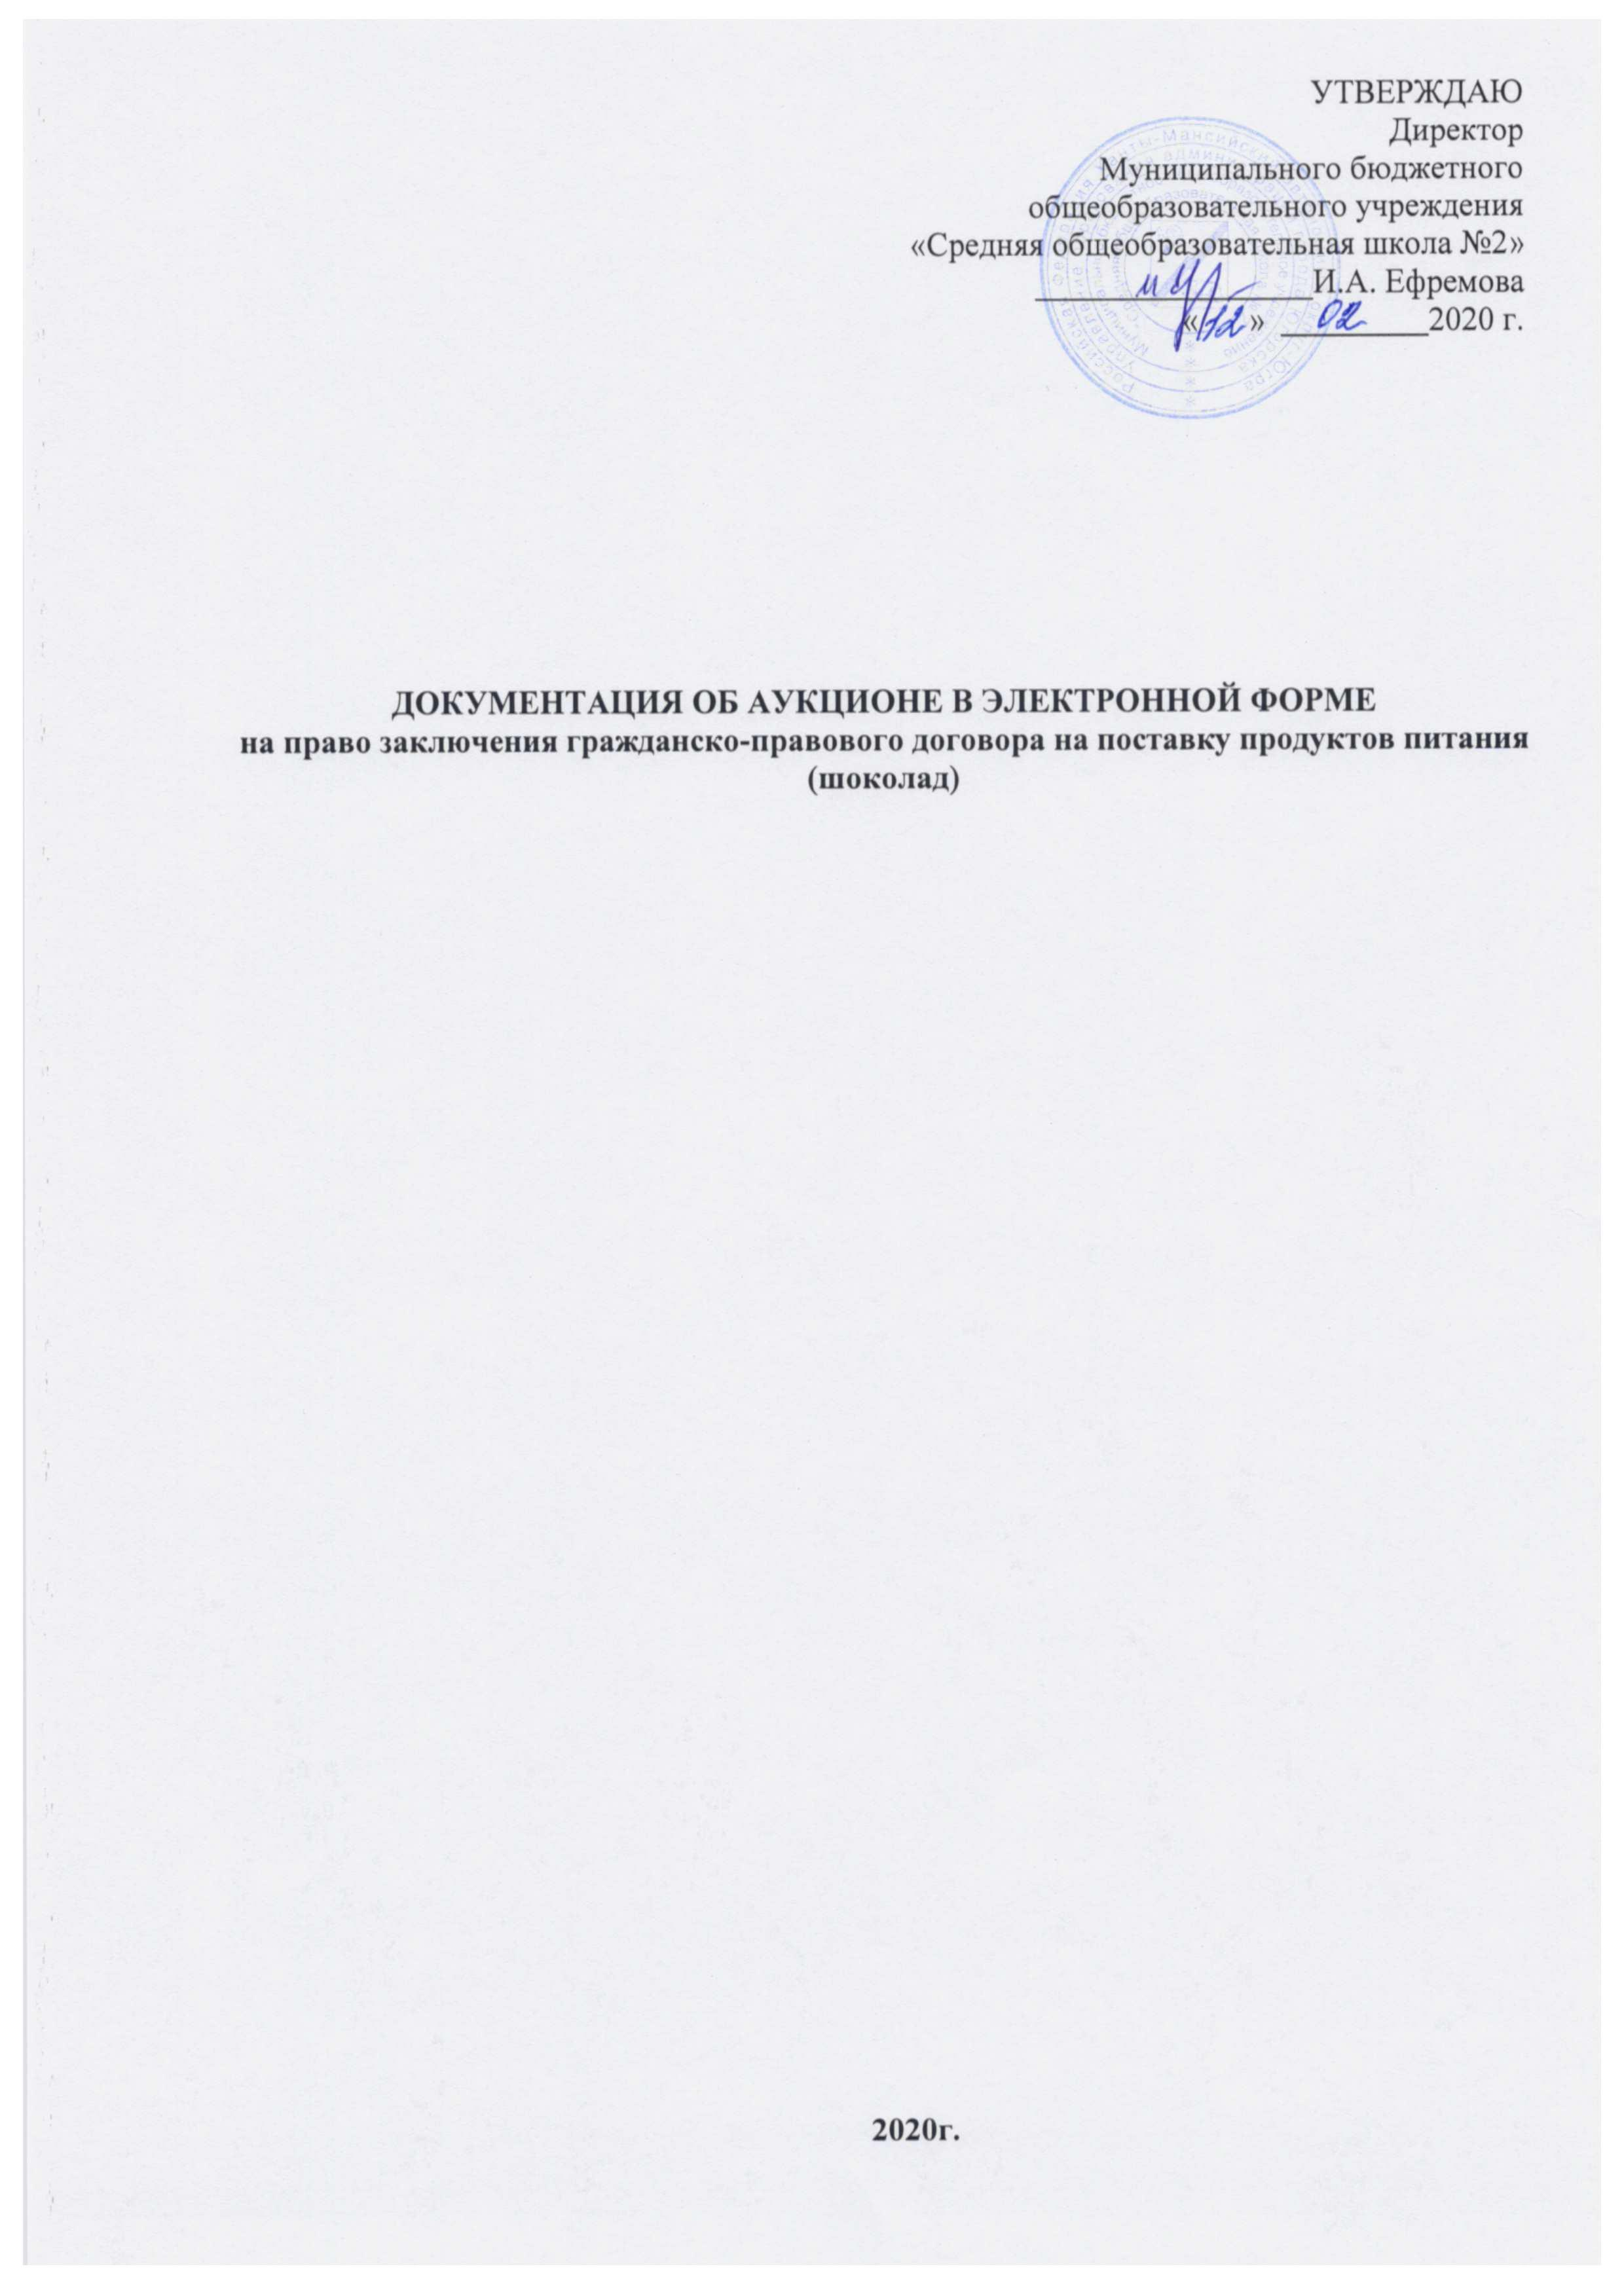 УТВЕРЖДАЮ
Директор
Муниципального бюджетного
общеобразовательного учреждения
«Средняя общеобразовательная школа №2»
И.А. Ефремова
«12» 02 2020 г.
ДОКУМЕНТАЦИЯ ОБ АУКЦИОНЕ В ЭЛЕКТРОННОЙ ФОРМЕ
на право заключения гражданско-правового договора на поставку продуктов питания
(шоколад)
2020г.